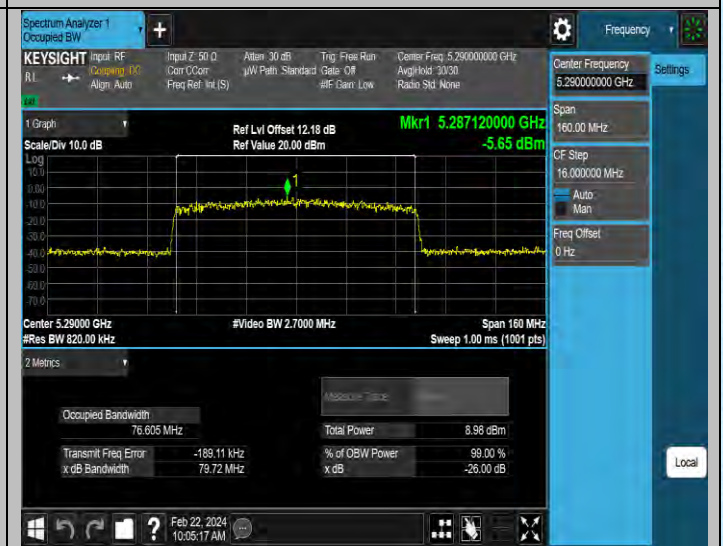 Spectrum Analyzer 1
Occupied BW
+
Frequency
KEYSIGHT
Input: RF
Coupling: DC
Align: Auto
Input Z: 50 Ω
Corr CCorr
Freq Ref: Int (S)
Atten: 30 dB
µW Path: Standard
Trig: Free Run
Gate: Off
#IF Gain: Low
Center Freq: 5.290000000 GHz
Avg|Hold: 30/30
Radio Std: None
Center Frequency
5.290000000 GHz
Settings
Span
160.00 MHz
CF Step
16.000000 MHz
Auto
Man
Freq Offset
0 Hz
1 Graph
Scale/Div 10.0 dB
Ref Lvl Offset 12.18 dB
Ref Value 20.00 dBm
Mkr1 5.287120000 GHz
-5.65 dBm
Log
10.0
0.00
-10.0
-20.0
-30.0
-40.0
-50.0
-60.0
-70.0
1
Center 5.29000 GHz
#Res BW 820.00 kHz
#Video BW 2.7000 MHz
Span 160 MHz
Sweep 1.00 ms (1001 pts)
2 Metrics
Measure Trace
Occupied Bandwidth
76.605 MHz
Total Power
8.98 dBm
Transmit Freq Error
-189.11 kHz
% of OBW Power
99.00 %
x dB Bandwidth
79.72 MHz
x dB
-26.00 dB
Local
?
Feb 22, 2024
10:05:17 AM